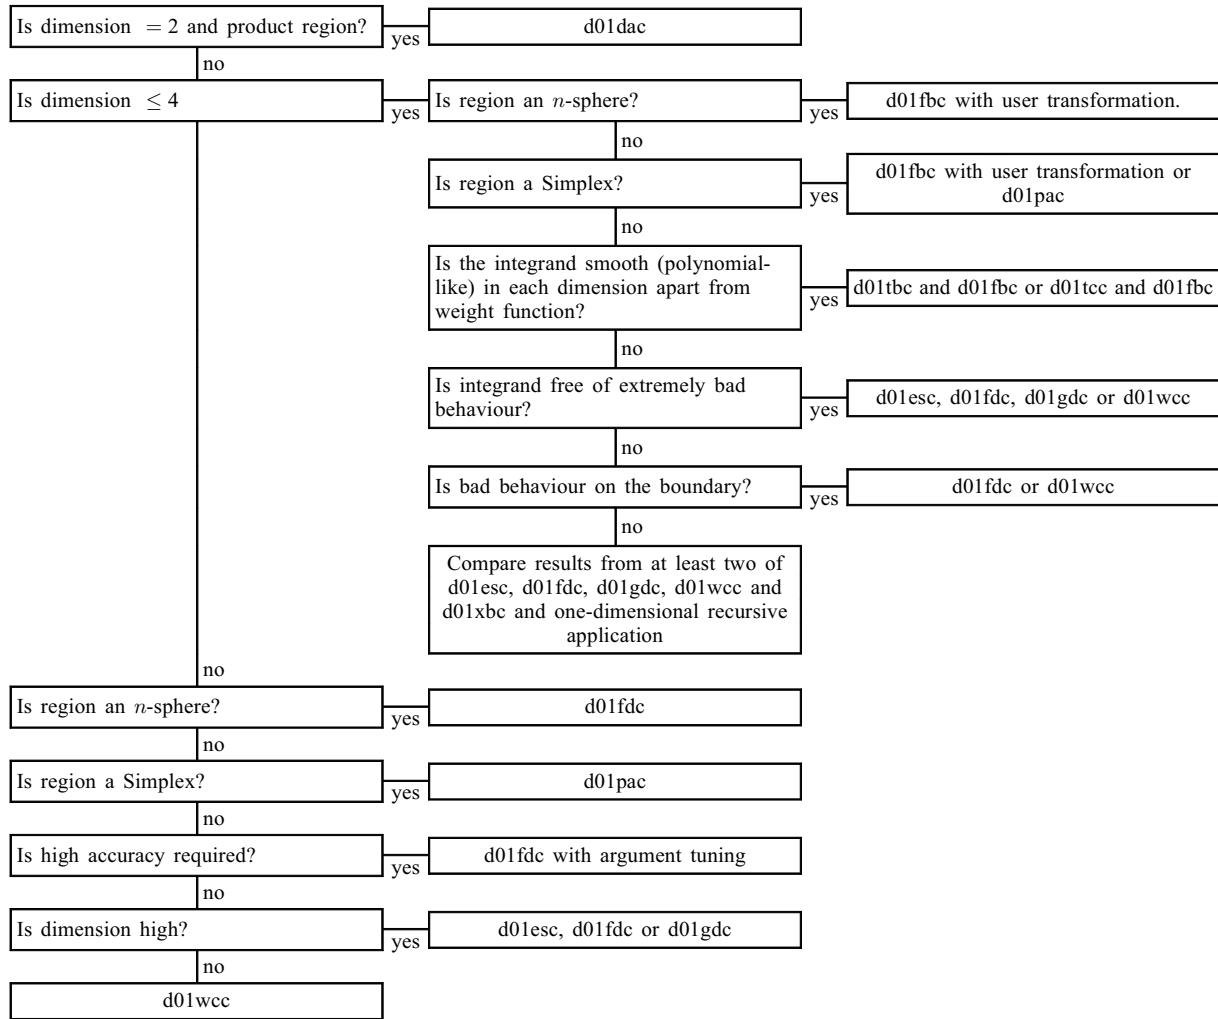 Is dimension = 2 and product region?
yes
d01dac
no
Is dimension ≤ 4
yes
Is region an n-sphere?
yes
d01fbc with user transformation.
no
Is region a Simplex?
yes
d01fbc with user transformation or
d01pac
no
Is the integrand smooth (polynomial-
like) in each dimension apart from
weight function?
yes
d01tbc and d01fbc or d01tcc and d01fbc
no
Is integrand free of extremely bad
behaviour?
yes
d01esc, d01fdc, d01gdc or d01wcc
no
Is bad behaviour on the boundary?
yes
d01fdc or d01wcc
no
Compare results from at least two of
d01esc, d01fdc, d01gdc, d01wcc and
d01xbc and one-dimensional recursive
application
no
Is region an n-sphere?
yes
d01fdc
no
Is region a Simplex?
yes
d01pac
no
Is high accuracy required?
yes
d01fdc with argument tuning
no
Is dimension high?
yes
d01esc, d01fdc or d01gdc
no
d01wcc